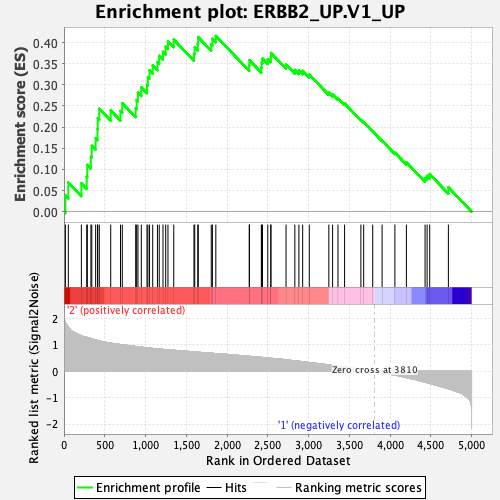 Enrichment plot: ERBB2_UP.V1_UP
Enrichment score (ES)
0.40
0.35
0.30
0.25
0.20
0.15
0.10
0.05
0.00
'2' (positively correlated)
Ranked list metric (Signal2Noise)
2
1
0
-1
-2
Zero cross at 3810
'1' (negatively correlated)
0
500
1,000
1,500
2,000
2,500
3,000
3,500
4,000
4,500
5,000
Rank in Ordered Dataset
Enrichment profile
Hits
Ranking metric scores